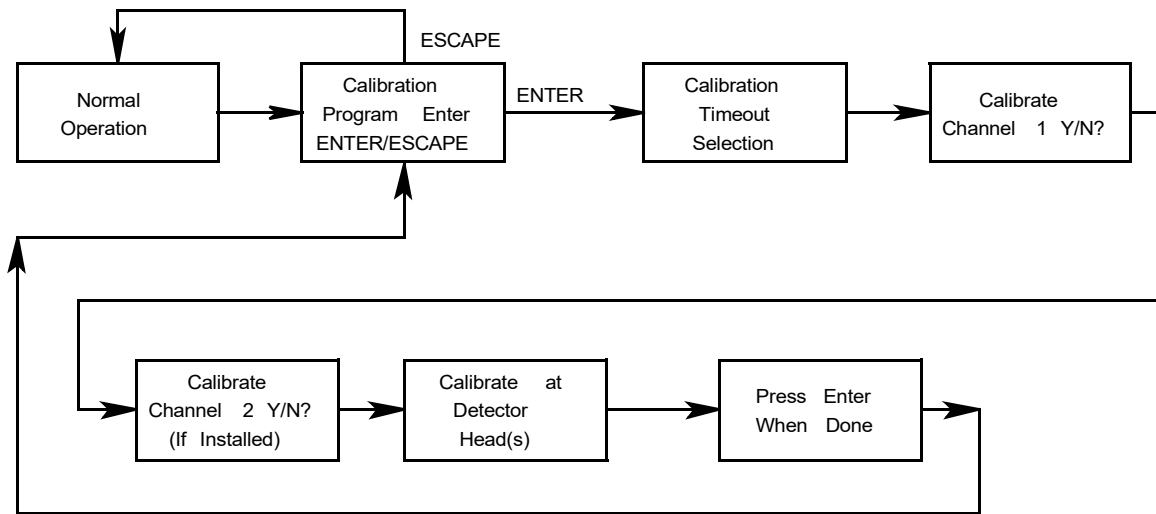 ESCAPE
Normal
Operation
Calibration
Program Enter
ENTER/ESCAPE
ENTER
Calibration
Timeout
Selection
Calibrate
Channel 1 Y/N?
Calibrate
Channel 2 Y/N?
(If Installed)
Calibrate at
Detector
Head(s)
Press Enter
When Done